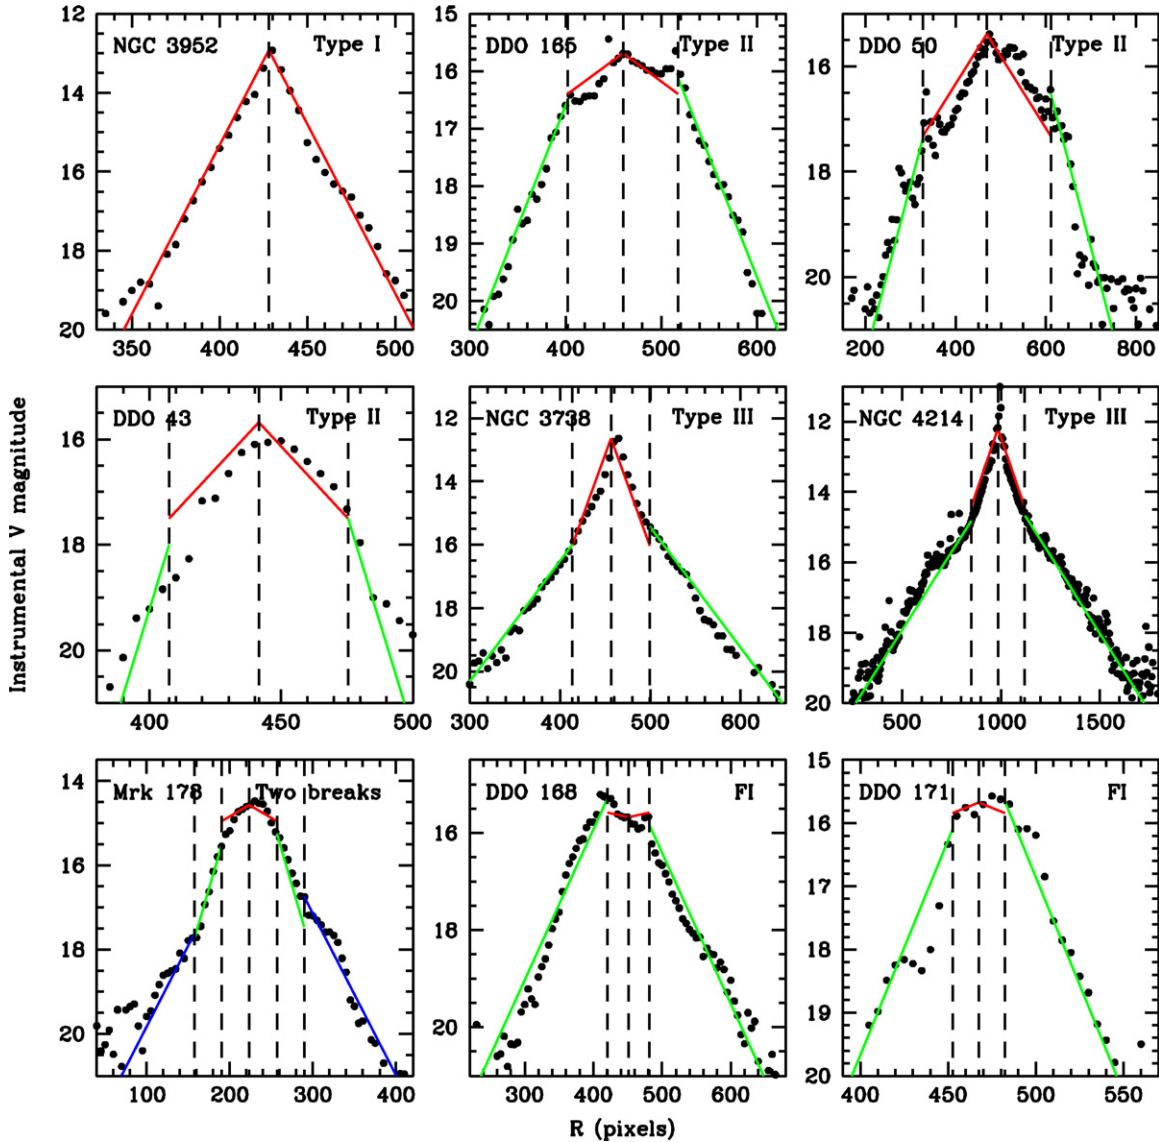 NGC 3952 Type I
12
14
16
18
20
350 400 450 500
DDO 165 Type II
15
16
17
18
19
20
300 400 500 600
DDO 50 Type II
14
16
18
20
200 400 600 800
DDO 43 Type II
16
18
20
400 450 500
NGC 3738 Type III
12
14
16
18
20
300 400 500 600
NGC 4214 Type III
12
14
16
18
20
500 1000 1500
Mrk 178 Two breaks
14
16
18
20
100 200 300 400
DDO 168 FI
16
18
20
300 400 500 600
DDO 171 FI
15
16
17
18
19
20
400 450 500 550
Instrumental V magnitude
R (pixels)